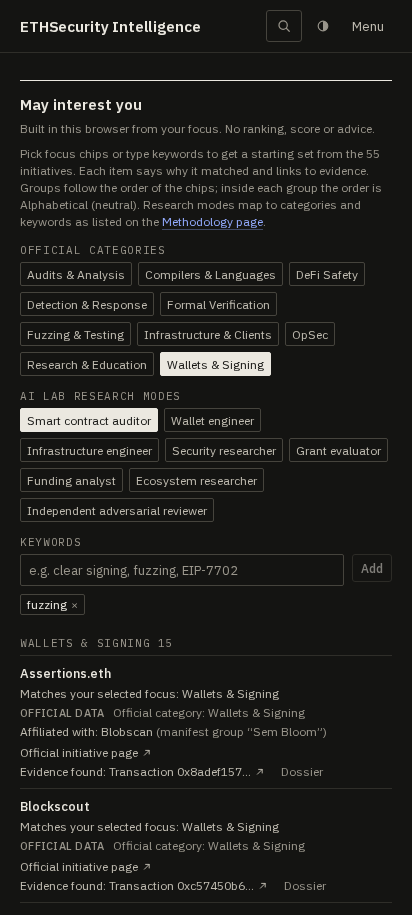 ETHSecurity Intelligence
Menu
May interest you
Built in this browser from your focus. No ranking, score or advice.
Pick focus chips or type keywords to get a starting set from the 55
initiatives. Each item says why it matched and links to evidence.
Groups follow the order of the chips; inside each group the order is
Alphabetical (neutral). Research modes map to categories and
keywords as listed on the Methodology page.
OFFICIAL CATEGORIES
Audits & Analysis Compilers & Languages DeFi Safety
Detection & Response Formal Verification
Fuzzing & Testing Infrastructure & Clients OpSec
Research & Education Wallets & Signing
AI LAB RESEARCH MODES
Smart contract auditor Wallet engineer
Infrastructure engineer Security researcher Grant evaluator
Funding analyst Ecosystem researcher
Independent adversarial reviewer
KEYWORDS
e.g. clear signing, fuzzing, EIP-7702 Add
fuzzing ×
WALLETS & SIGNING 15
Assertions.eth
Matches your selected focus: Wallets & Signing
OFFICIAL DATA Official category: Wallets & Signing
Affiliated with: Blobscan (manifest group “Sem Bloom”)
Official initiative page ↗
Evidence found: Transaction 0x8adef157… ↗ Dossier
Blockscout
Matches your selected focus: Wallets & Signing
OFFICIAL DATA Official category: Wallets & Signing
Official initiative page ↗
Evidence found: Transaction 0xc57450b6… ↗ Dossier